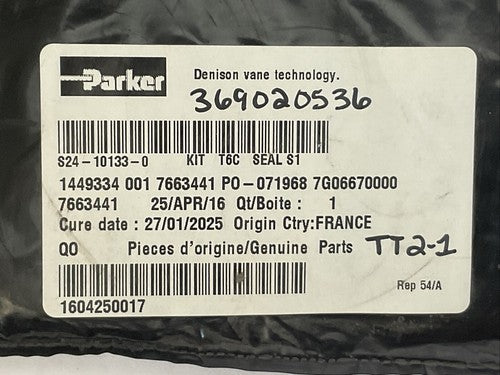 Parker
Denison vane technology.
369020536
S24-10133-0 KIT T6C SEAL S1
1449334 001 7663441 PO-071968 7G06670000
7663441 25/APR/16 Qt/Boite : 1
Cure date : 27/01/2025 Origin Ctry:FRANCE
QO Pieces d'origine/Genuine Parts TT2-1
Rep 54/A
1604250017